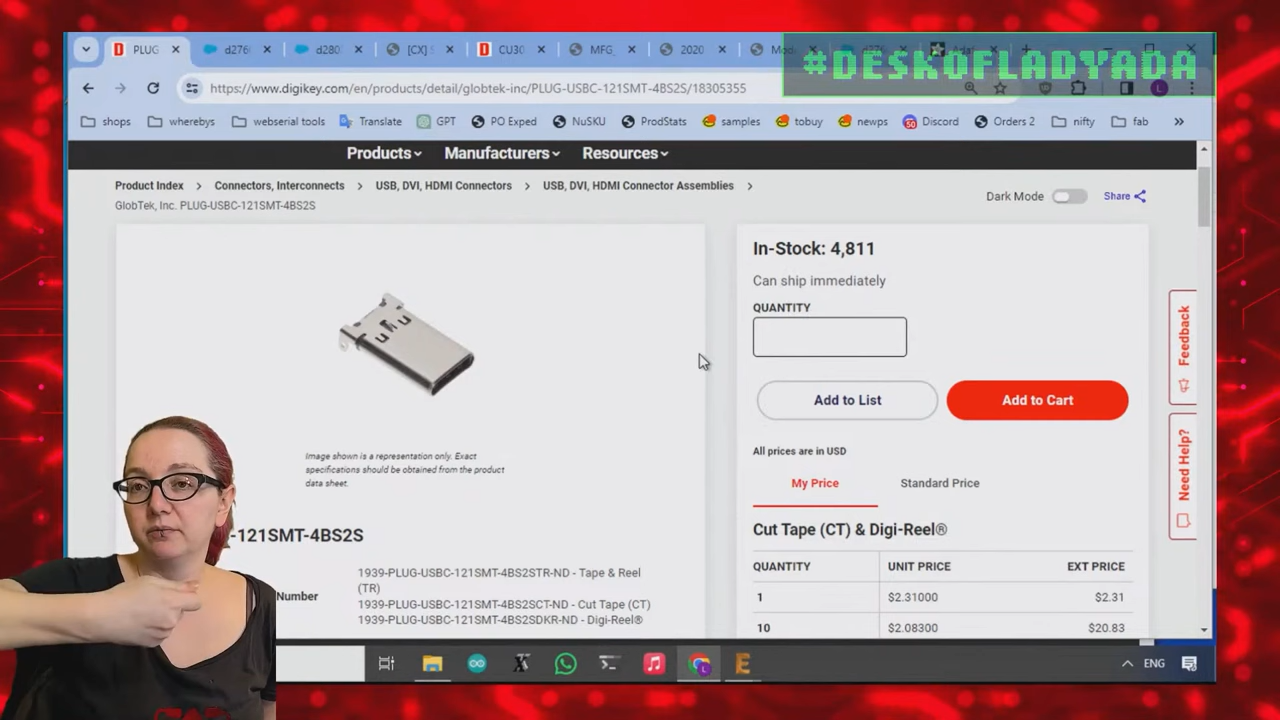 #DESKOFLADYADA
PLUG
d276
d280
[CX]
CU30
MFG_
2020
https://www.digikey.com/en/products/detail/globtek-inc/PLUG-USBC-121SMT-4BS2S/18305355
shops
whereby
webserial tools
Translate
GPT
PO Exped
NuSKU
ProdStats
samples
tobuy
newps
Discord
Orders 2
nifty
fab
Products
Manufacturers
Resources
Product Index > Connectors, Interconnects > USB, DVI, HDMI Connectors > USB, DVI, HDMI Connector Assemblies >
GlobTek, Inc. PLUG-USBC-121SMT-4BS2S
Dark Mode
Share
In-Stock: 4,811
Can ship immediately
QUANTITY
Add to List
Add to Cart
Feedback
Need Help?
Image shown is a representation only. Exact
specifications should be obtained from the product
data sheet.
All prices are in USD
My Price
Standard Price
-121SMT-4BS2S
Cut Tape (CT) & Digi-Reel®
QUANTITY UNIT PRICE EXT PRICE
1 $2.31000 $2.31
10 $2.08300 $20.83
Number
1939-PLUG-USBC-121SMT-4BS2STR-ND - Tape & Reel
(TR)
1939-PLUG-USBC-121SMT-4BS2SCT-ND - Cut Tape (CT)
1939-PLUG-USBC-121SMT-4BS2SDKR-ND - Digi-Reel®
ENG